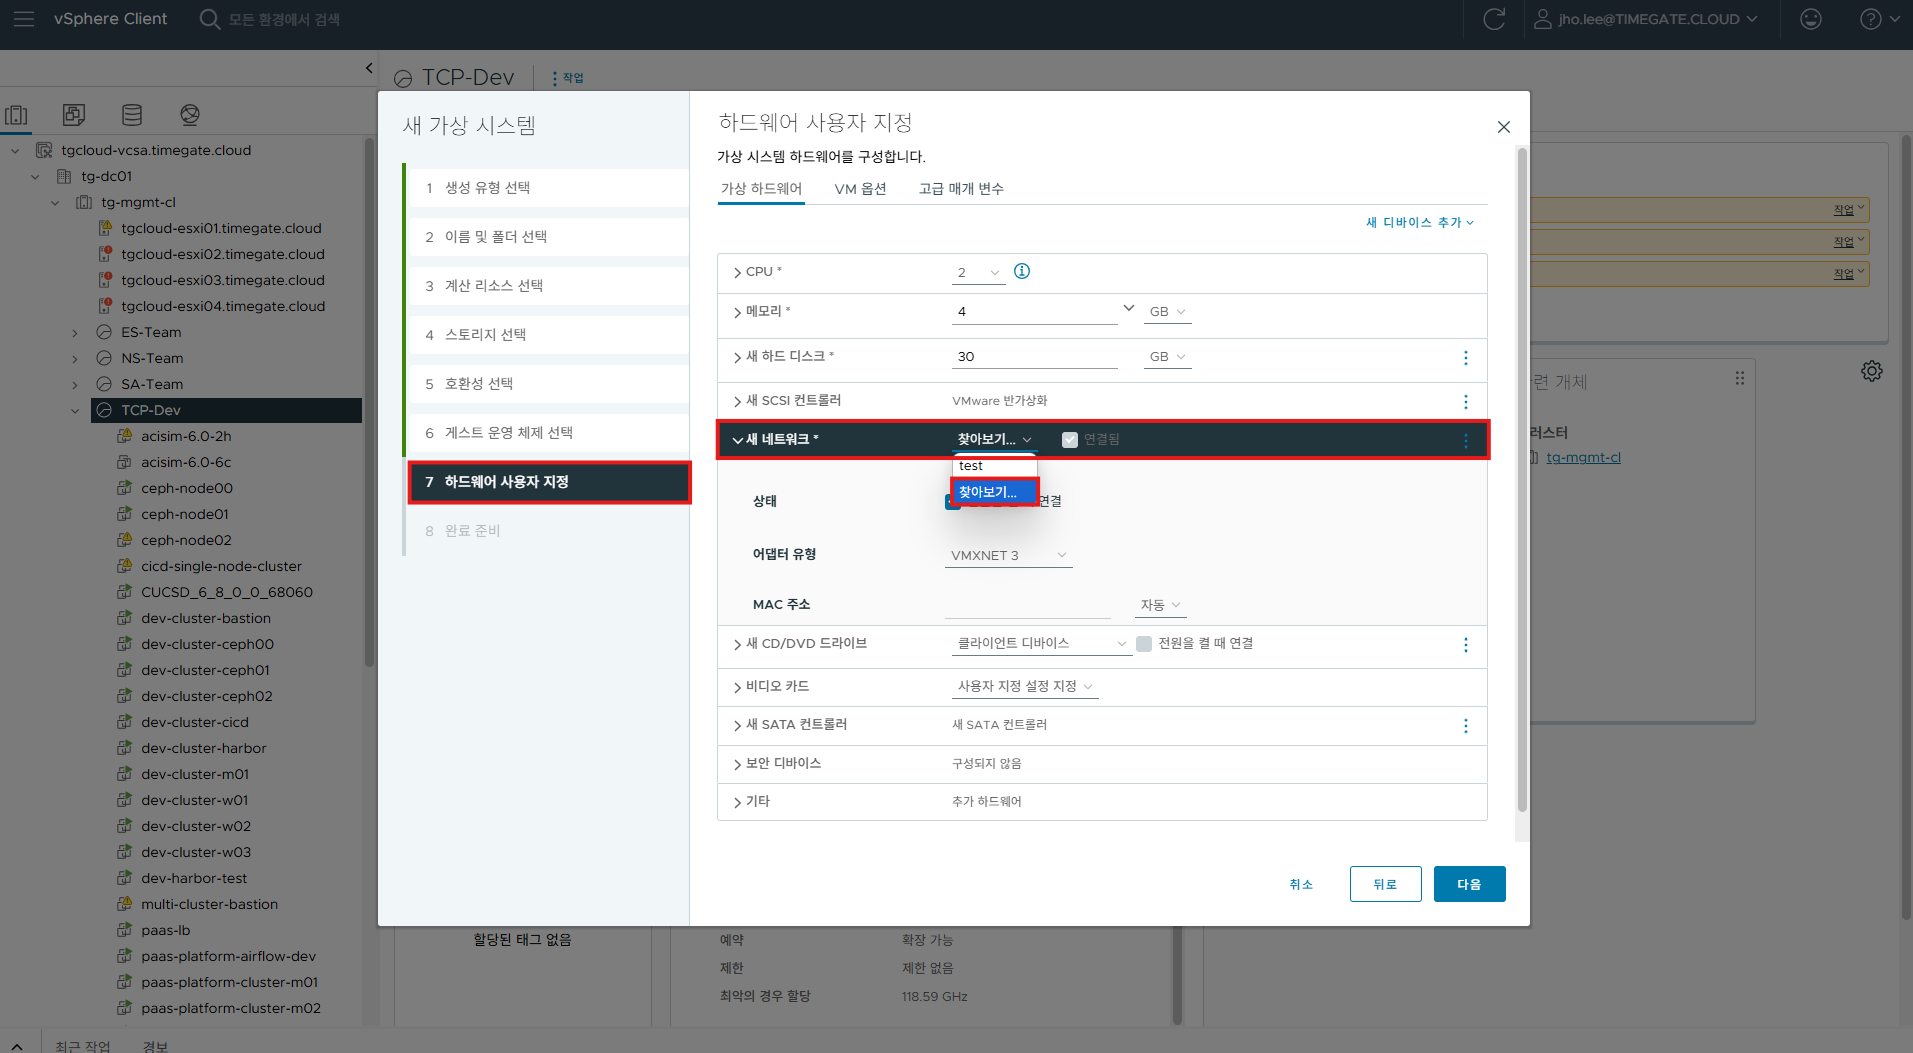 vSphere Client
모든 환경에서 검색
jho.lee@TIMEGATE.CLOUD
TCP-Dev
작업
tgcloud-vcsa.timegate.cloud
tg-dc01
tg-mgmt-cl
tgcloud-esxi01.timegate.cloud
tgcloud-esxi02.timegate.cloud
tgcloud-esxi03.timegate.cloud
tgcloud-esxi04.timegate.cloud
ES-Team
NS-Team
SA-Team
TCP-Dev
acisim-6.0-2h
acisim-6.0-6c
ceph-node00
ceph-node01
ceph-node02
cicd-single-node-cluster
CUCSD_6_8_0_0_68060
dev-cluster-bastion
dev-cluster-ceph00
dev-cluster-ceph01
dev-cluster-ceph02
dev-cluster-cicd
dev-cluster-harbor
dev-cluster-m01
dev-cluster-w01
dev-cluster-w02
dev-cluster-w03
dev-harbor-test
multi-cluster-bastion
paas-lb
paas-platform-airflow-dev
paas-platform-cluster-m01
paas-platform-cluster-m02
최근 작업 경보
새 가상 시스템
1 생성 유형 선택
2 이름 및 폴더 선택
3 계산 리소스 선택
4 스토리지 선택
5 호환성 선택
6 게스트 운영 체제 선택
7 하드웨어 사용자 지정
8 완료 준비
하드웨어 사용자 지정
가상 시스템 하드웨어를 구성합니다.
가상 하드웨어 VM 옵션 고급 매개 변수
새 디바이스 추가
CPU * 2
메모리 * 4 GB
새 하드 디스크 * 30 GB
새 SCSI 컨트롤러 VMware 반가상화
새 네트워크 * 찾아보기... 연결됨
test
찾아보기...
상태 연결
어댑터 유형 VMXNET 3
MAC 주소 자동
새 CD/DVD 드라이브 클라이언트 디바이스 전원을 켤 때 연결
비디오 카드 사용자 지정 설정 지정
새 SATA 컨트롤러 새 SATA 컨트롤러
보안 디바이스 구성되지 않음
기타 추가 하드웨어
취소 뒤로 다음
작업
작업
작업
련 개체
러스터
tg-mgmt-cl
할당된 태그 없음
예약 확장 가능
제한 제한 없음
최악의 경우 할당 118.59 GHz